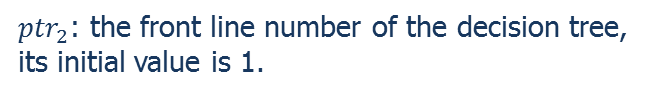 ptr₂: the front line number of the decision tree,
its initial value is 1.